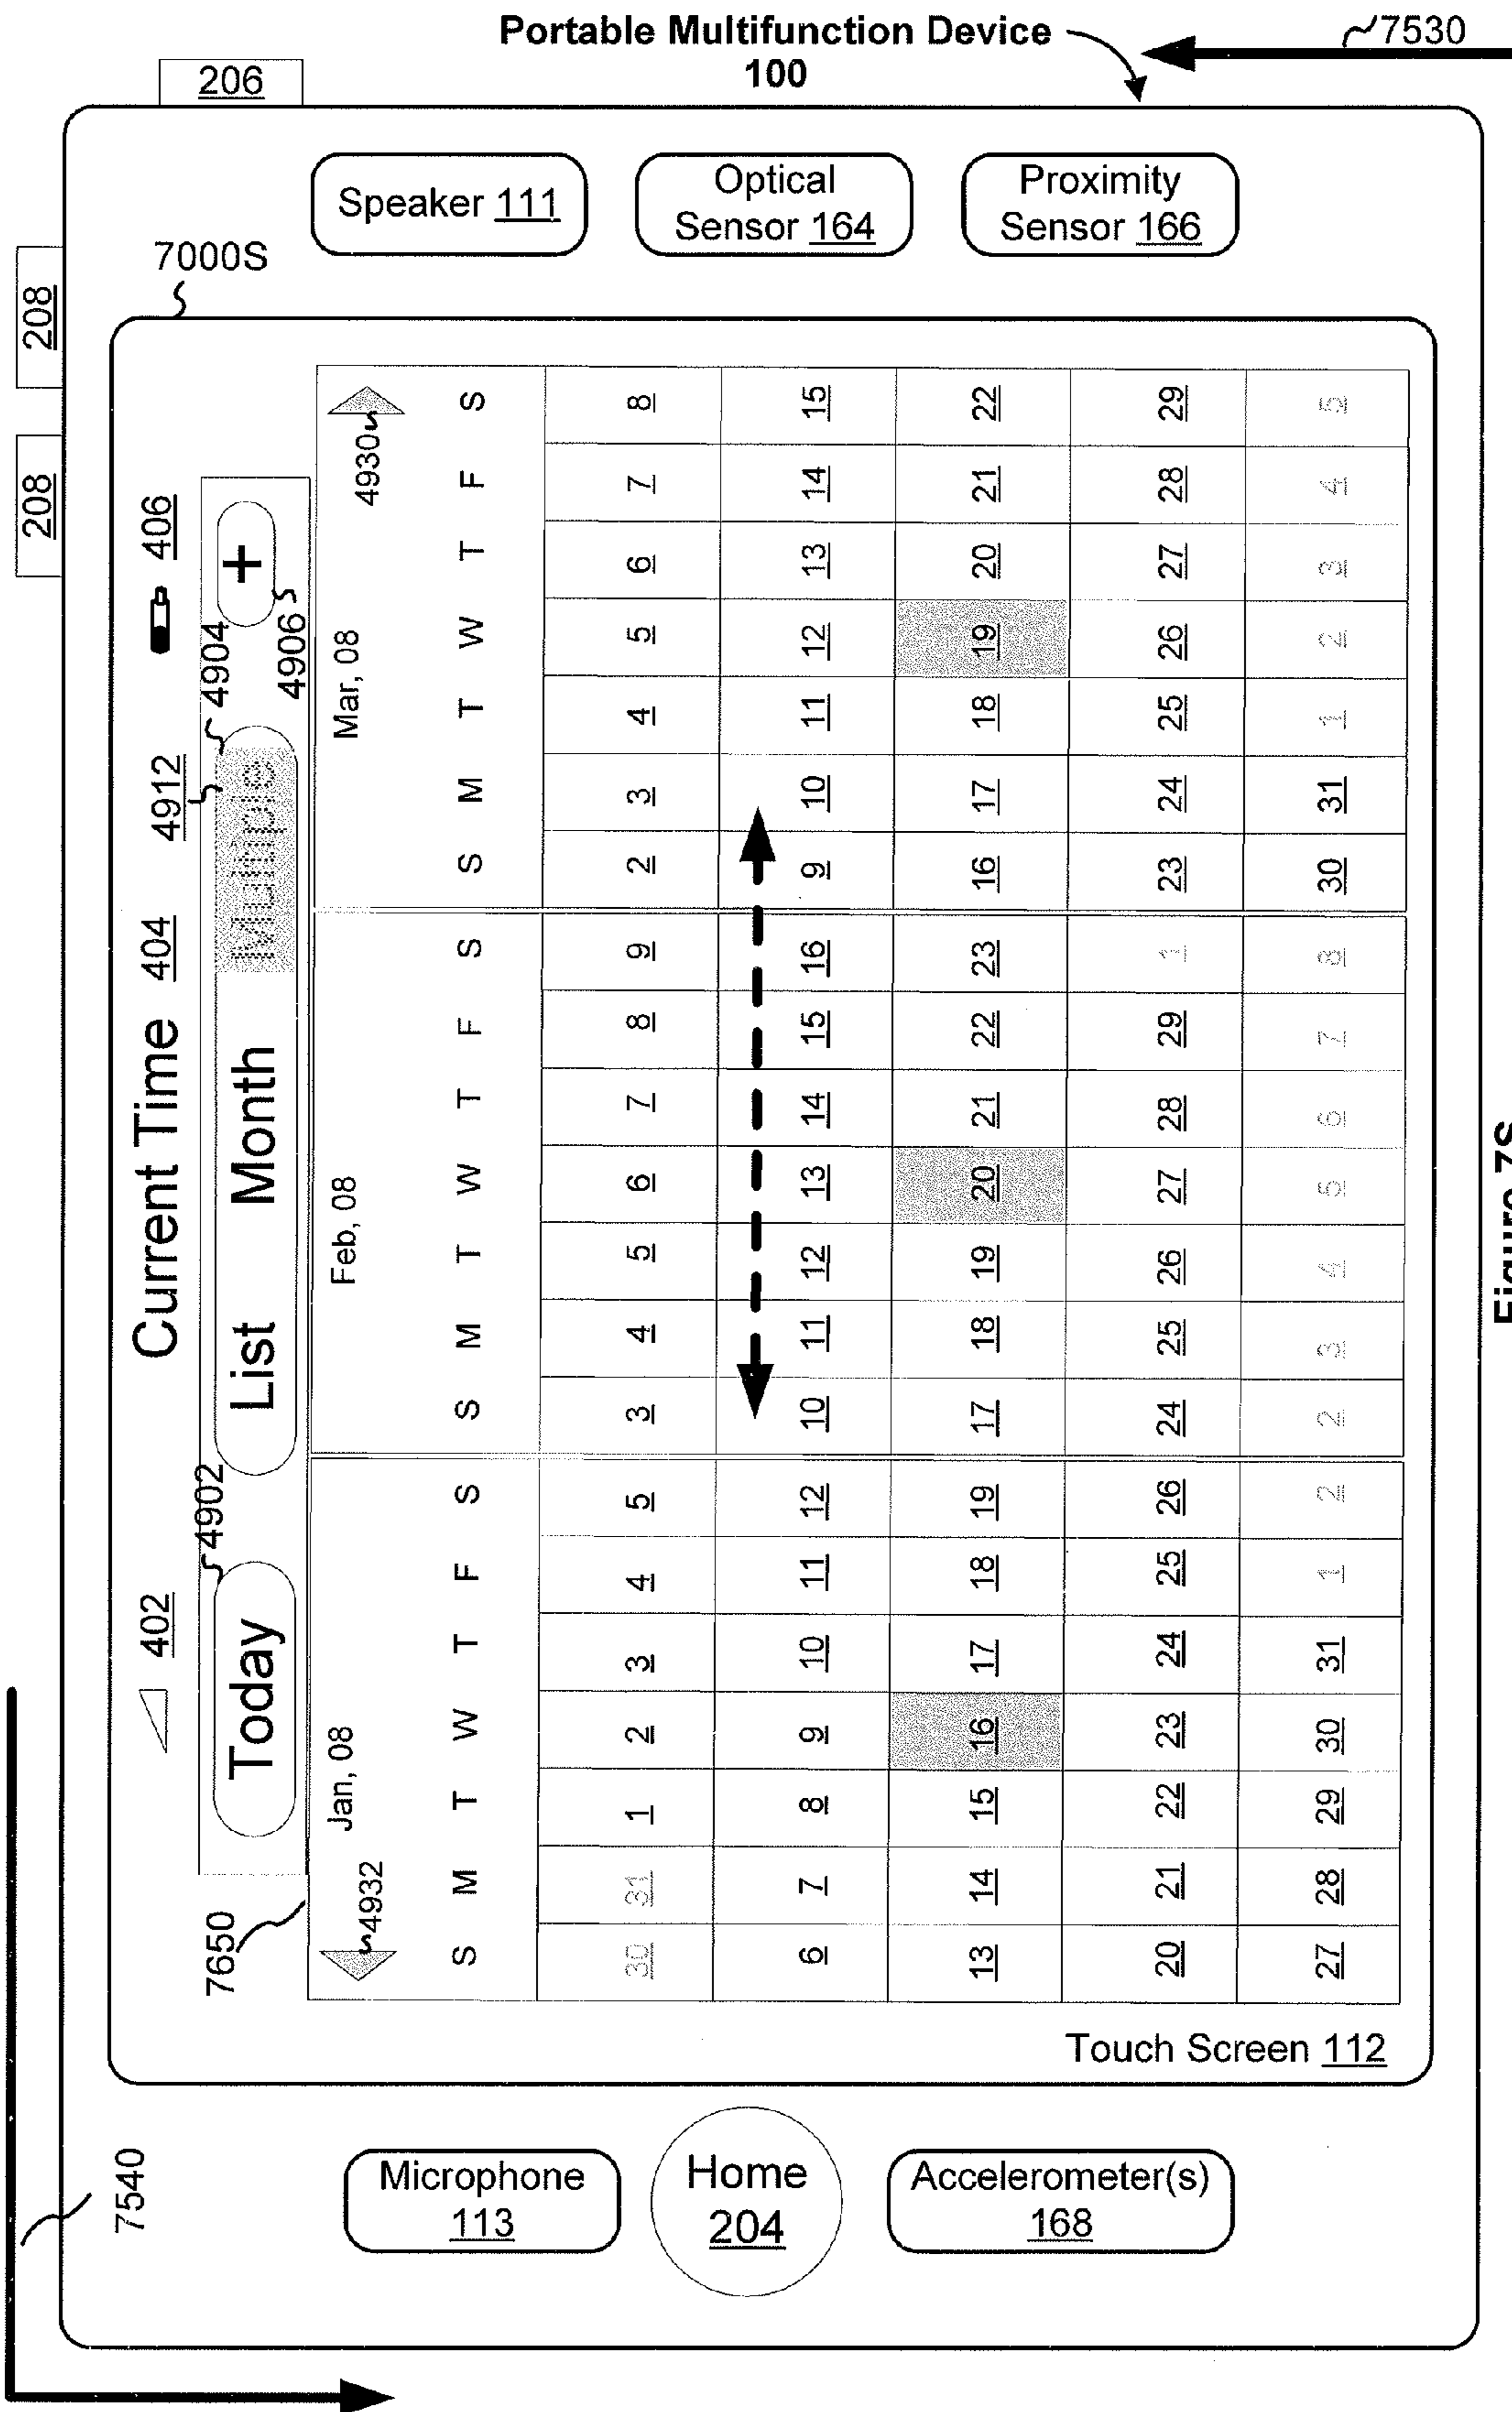 Portable Multifunction Device
100
7530
206
208
208
Speaker 111
Optical
Sensor 164
Proximity
Sensor 166
7000S
402
Current Time 404
4912
406
4902
4904
4906
Today
List
Month
Multiple
+
7650
4932
Jan, 08
Feb, 08
Mar, 08
4930
S M T W T F S S M T W T F S S M T W T F S
30 31 1 2 3 4 5 3 4 5 6 7 8 9 2 3 4 5 6 7 8
6 7 8 9 10 11 12 10 11 12 13 14 15 16 9 10 11 12 13 14 15
13 14 15 16 17 18 19 17 18 19 20 21 22 23 16 17 18 19 20 21 22
20 21 22 23 24 25 26 24 25 26 27 28 29 1 23 24 25 26 27 28 29
27 28 29 30 31 1 2 2 3 4 5 6 7 8 30 31 1 2 3 4 5
Touch Screen 112
7540
Microphone
113
Home
204
Accelerometer(s)
168
Figure 7S